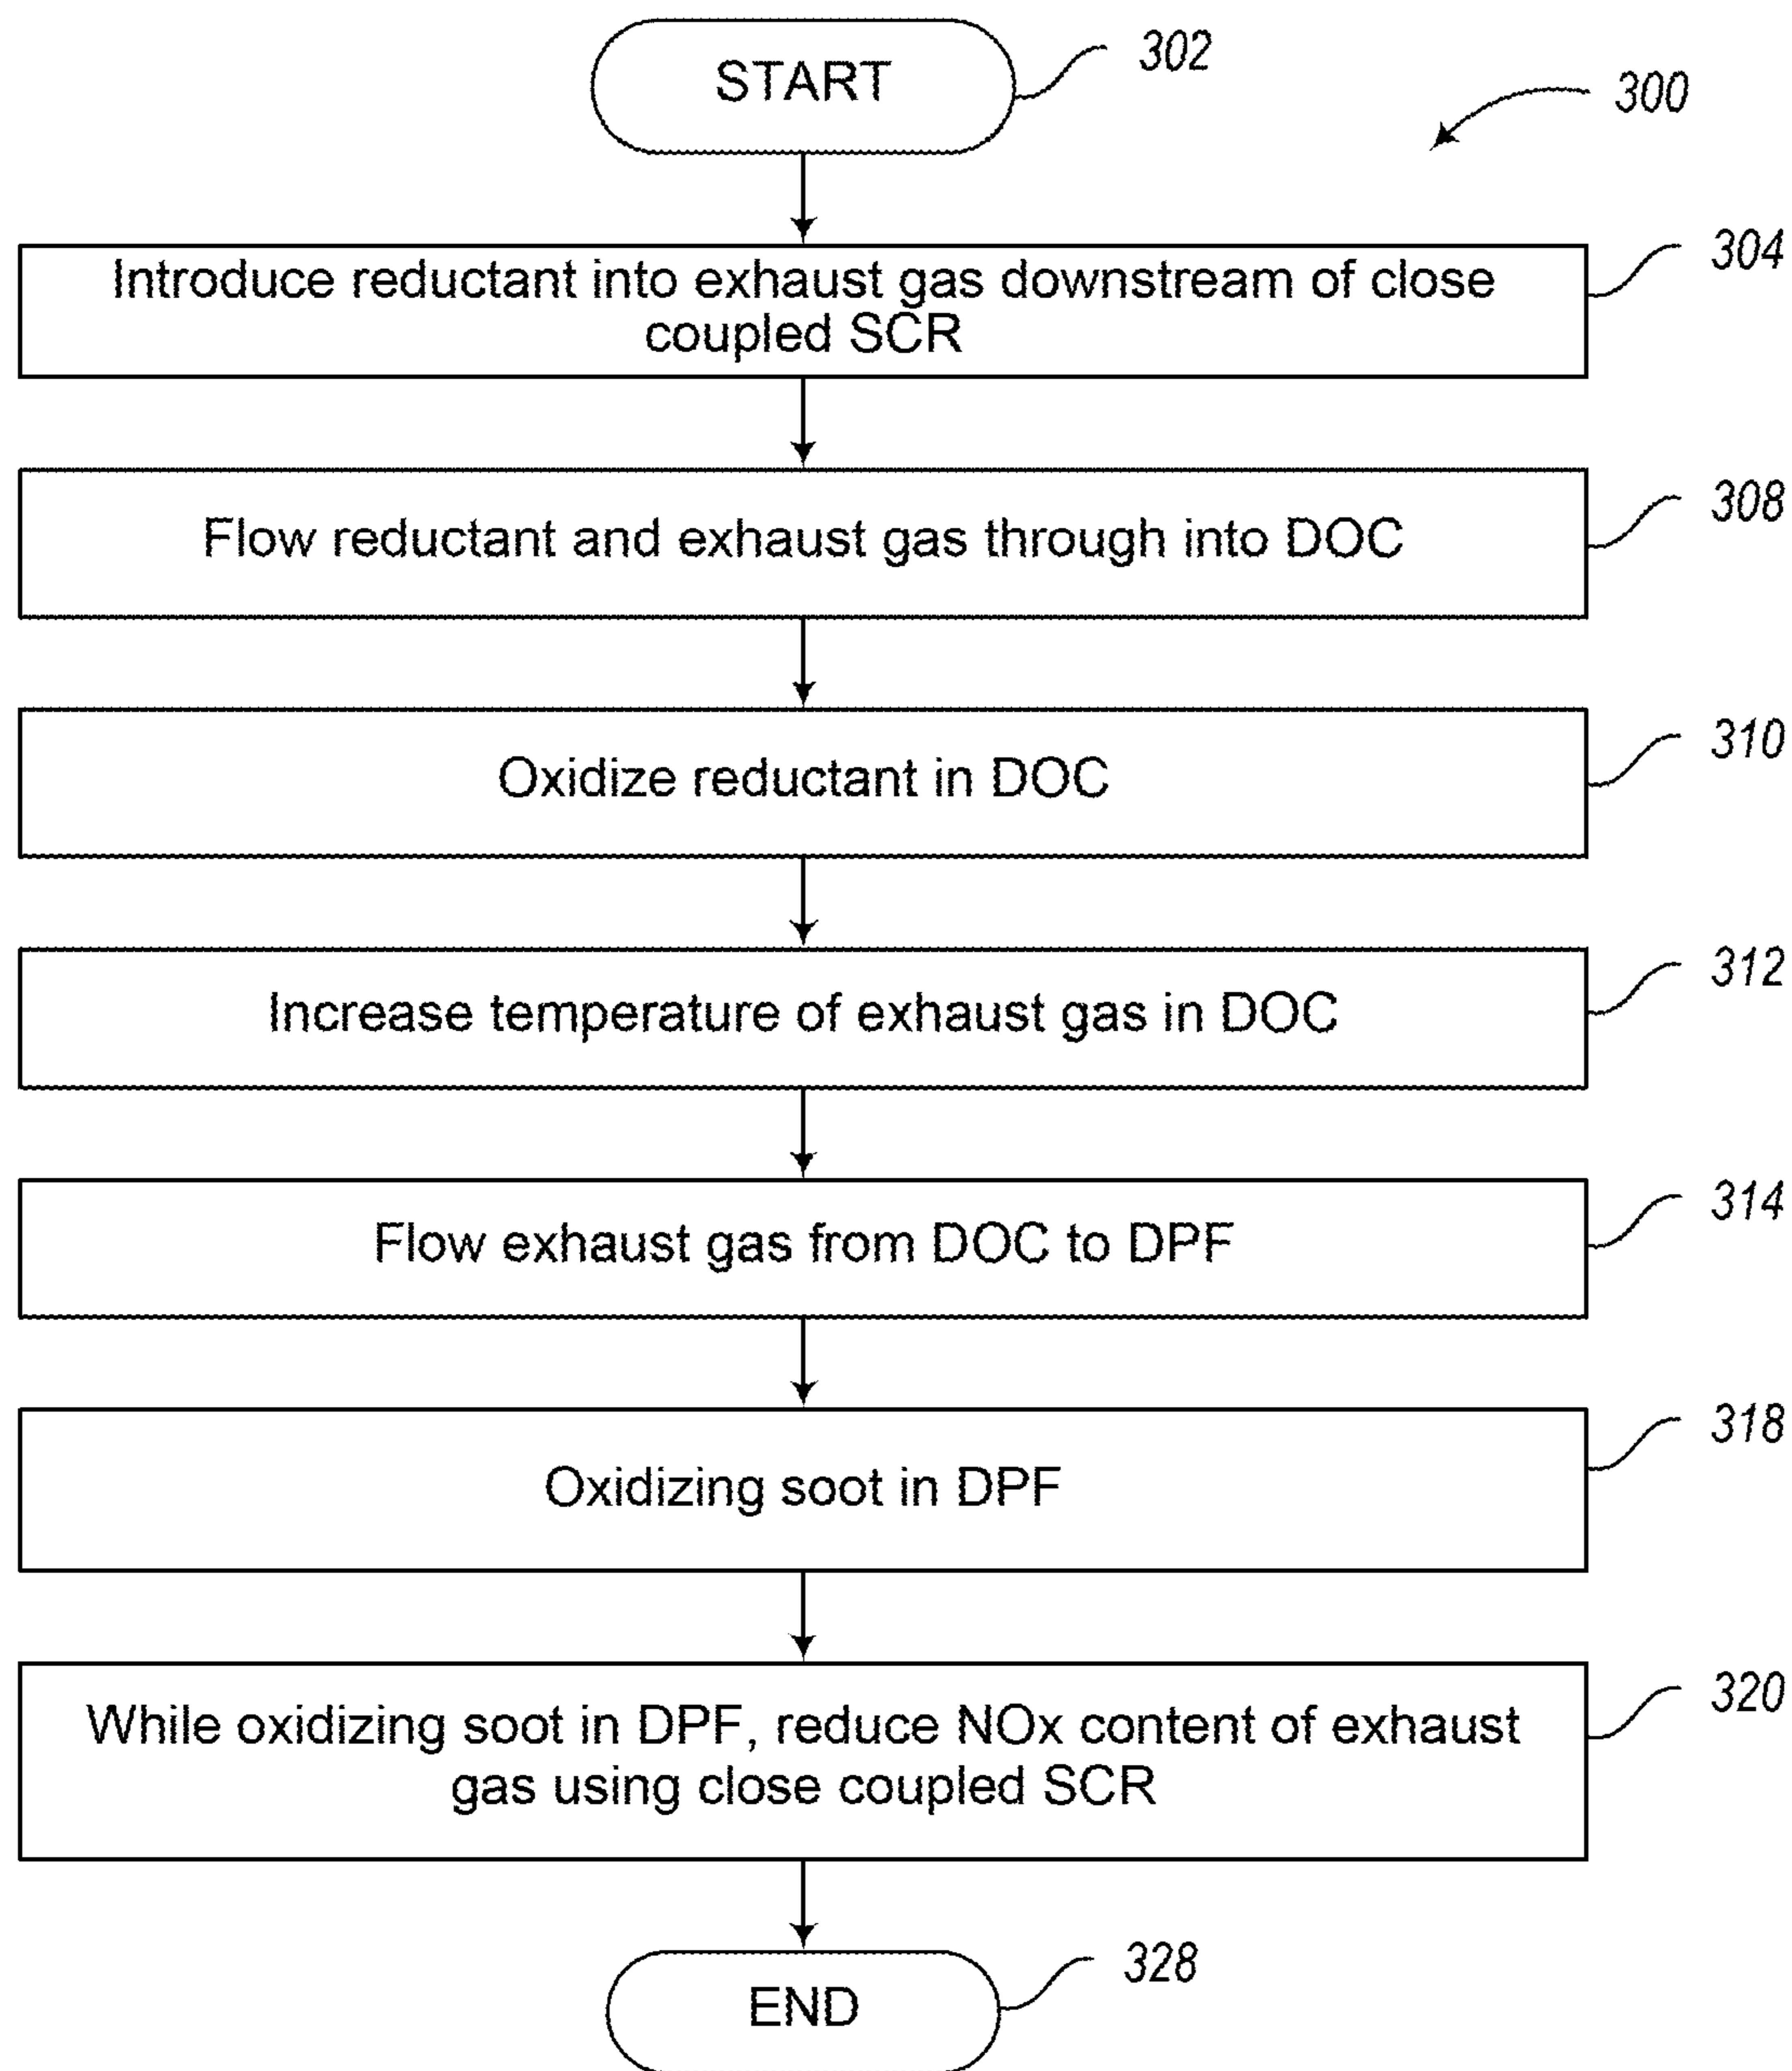 START
302
300
Introduce reductant into exhaust gas downstream of close
coupled SCR
304
Flow reductant and exhaust gas through into DOC
308
Oxidize reductant in DOC
310
Increase temperature of exhaust gas in DOC
312
Flow exhaust gas from DOC to DPF
314
Oxidizing soot in DPF
318
While oxidizing soot in DPF, reduce NOx content of exhaust
gas using close coupled SCR
320
END
328